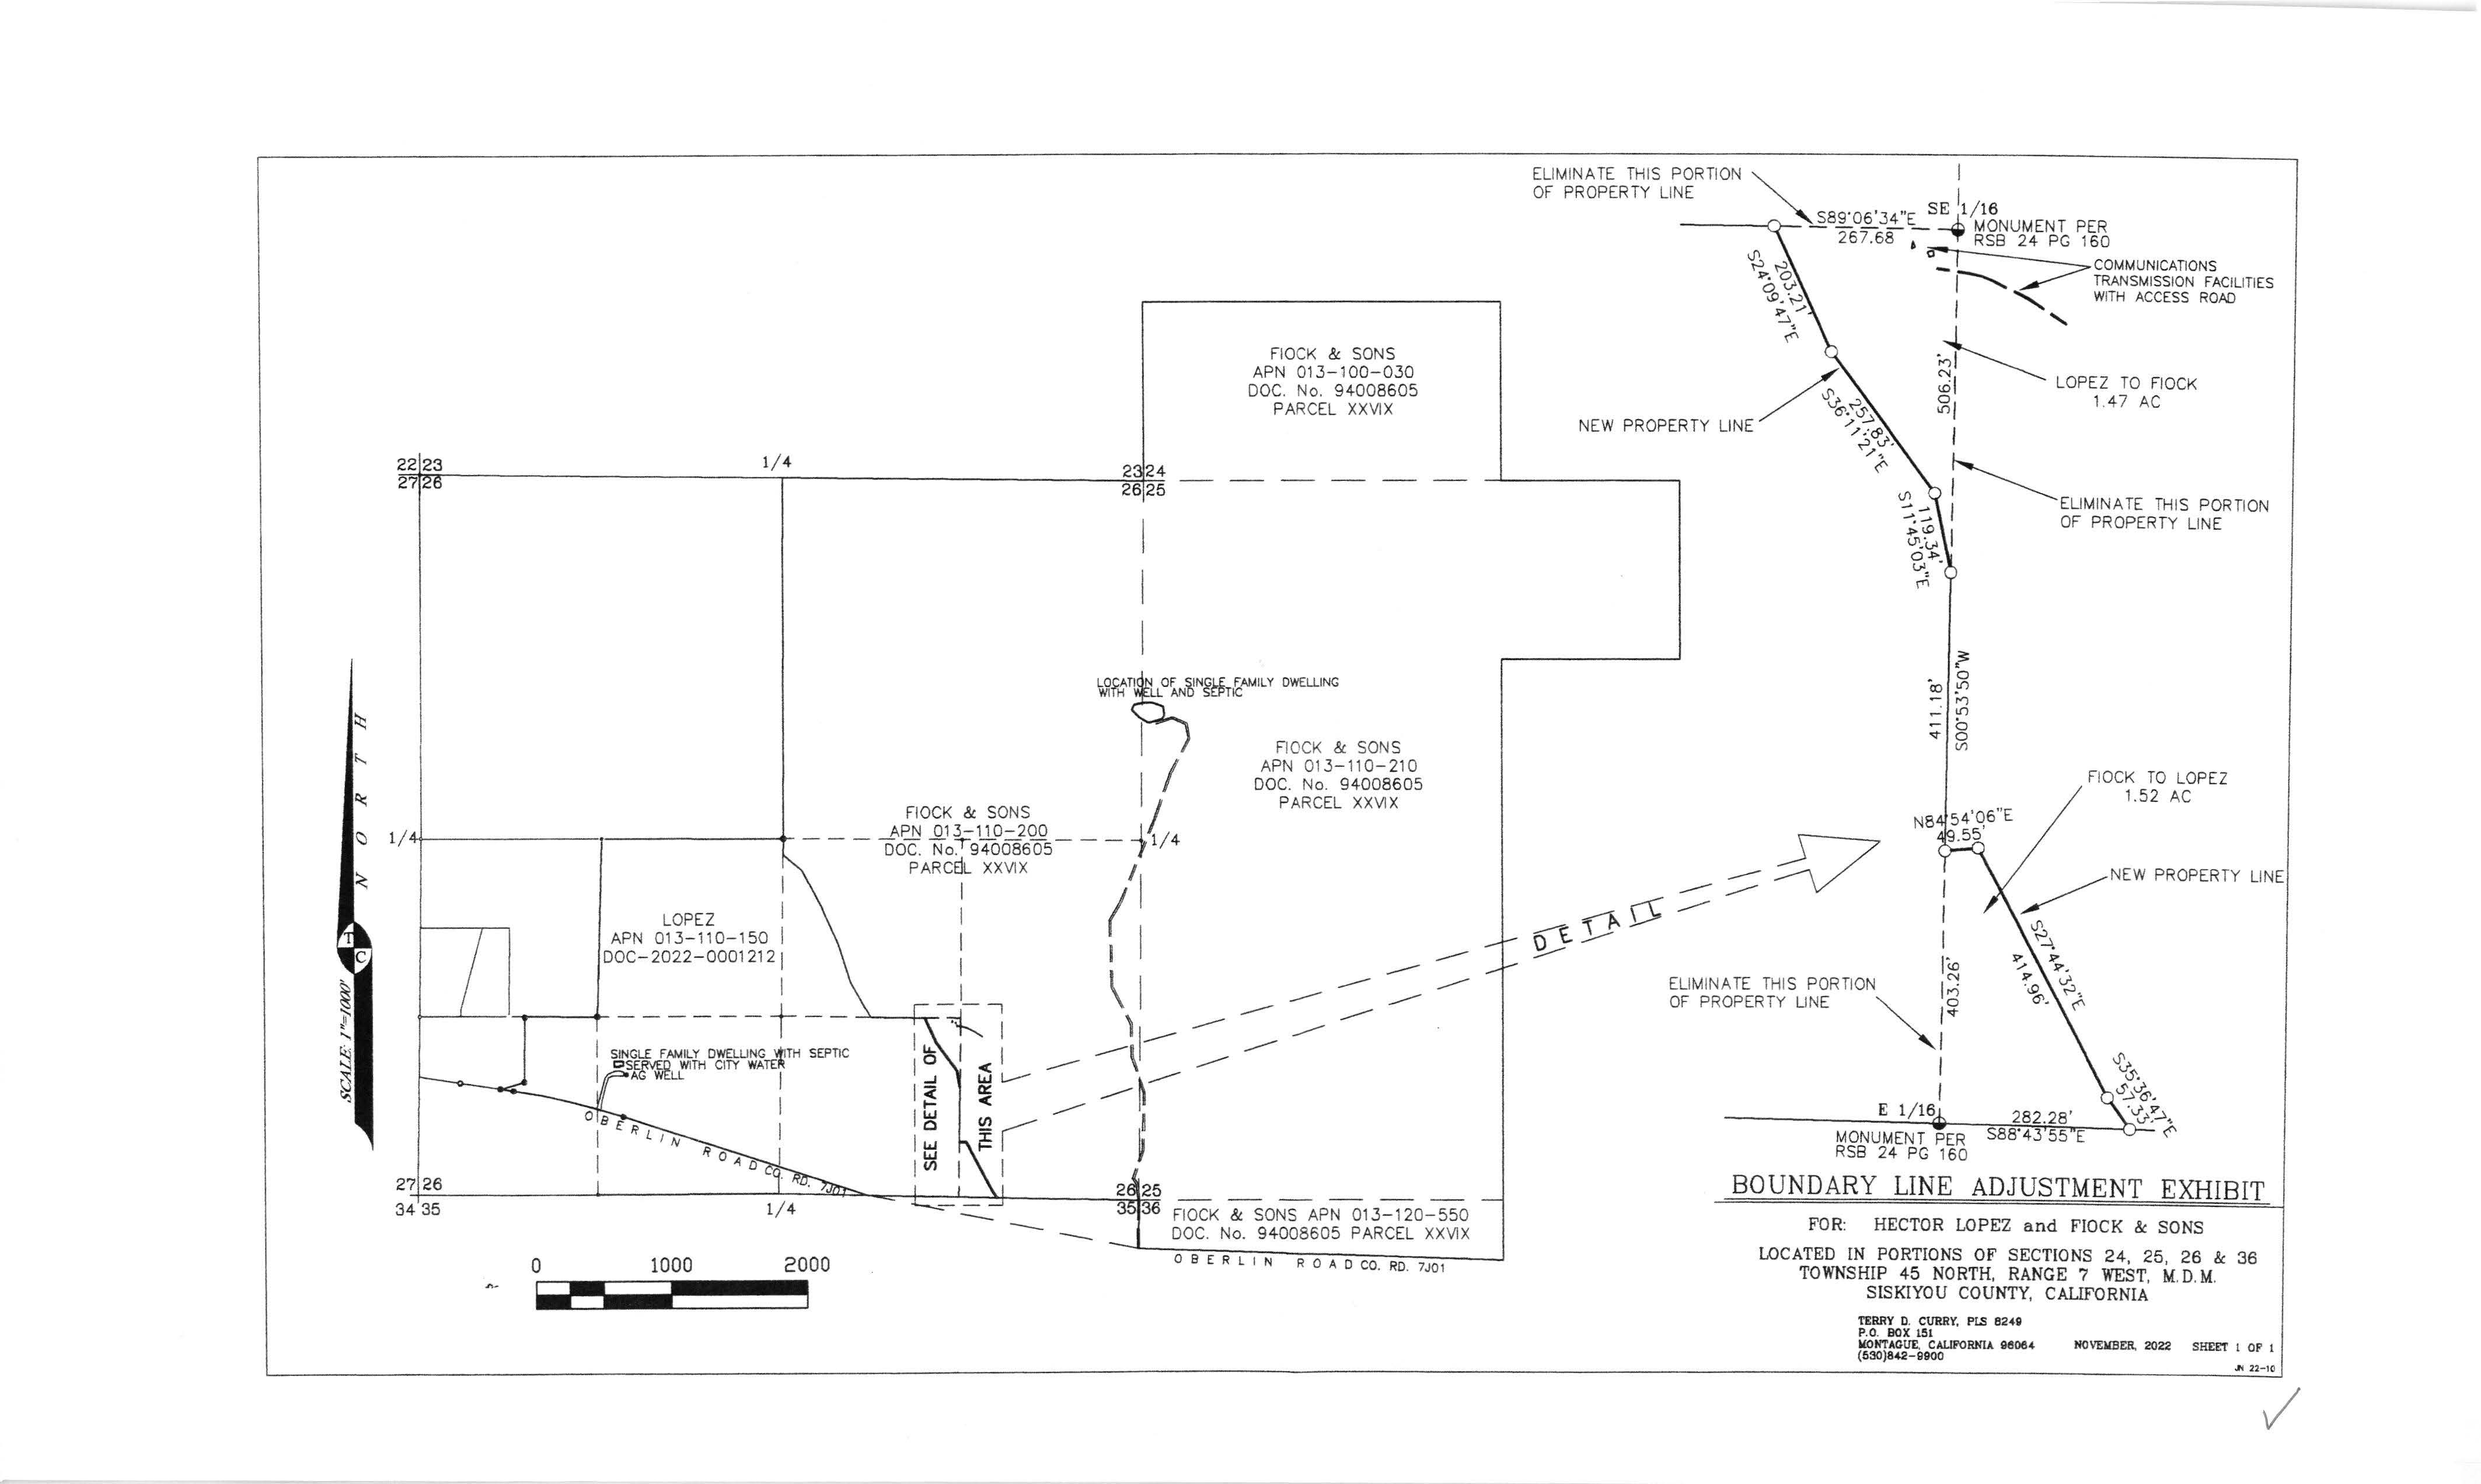 ELIMINATE THIS PORTION
OF PROPERTY LINE
S89°06'34"E
267.68
SE 1/16
MONUMENT PER
RSB 24 PG 160
COMMUNICATIONS
TRANSMISSION FACILITIES
WITH ACCESS ROAD
203.21'
S24°09'47"E
506.23'
LOPEZ TO FIOCK
1.47 AC
NEW PROPERTY LINE
257.83'
S36°11'21"E
ELIMINATE THIS PORTION
OF PROPERTY LINE
119.34'
S11°45'03"E
411.18'
S00°53'50"W
FIOCK TO LOPEZ
1.52 AC
N84°54'06"E
49.55'
NEW PROPERTY LINE
S27°44'32"E
414.96'
ELIMINATE THIS PORTION
OF PROPERTY LINE
403.26'
S35°36'47"E
57.33'
E 1/16
282.28'
S88°43'55"E
MONUMENT PER
RSB 24 PG 160
FIOCK & SONS
APN 013-100-030
DOC. No. 94008605
PARCEL XXVIX
22 23
27 26
1/4
23 24
26 25
LOCATION OF SINGLE FAMILY DWELLING
WITH WELL AND SEPTIC
FIOCK & SONS
APN 013-110-210
DOC. No. 94008605
PARCEL XXVIX
FIOCK & SONS
APN 013-110-200
DOC. No. 94008605
PARCEL XXVIX
1/4
1/4
LOPEZ
APN 013-110-150
DOC-2022-0001212
DETAIL
NORTH
T
C
SCALE 1"=1000'
SINGLE FAMILY DWELLING WITH SEPTIC
SERVED WITH CITY WATER
AG WELL
OBERLIN ROAD CO. RD. 7J01
SEE DETAIL OF
THIS AREA
27 26
34 35
1/4
26 25
35 36
FIOCK & SONS APN 013-120-550
DOC. No. 94008605 PARCEL XXVIX
OBERLIN ROAD CO. RD. 7J01
0 1000 2000
BOUNDARY LINE ADJUSTMENT EXHIBIT
FOR: HECTOR LOPEZ and FIOCK & SONS
LOCATED IN PORTIONS OF SECTIONS 24, 25, 26 & 36
TOWNSHIP 45 NORTH, RANGE 7 WEST, M.D.M.
SISKIYOU COUNTY, CALIFORNIA
TERRY D. CURRY, PLS 8249
P.O. BOX 151
MONTAGUE, CALIFORNIA 96064
(530)842-9900
NOVEMBER, 2022 SHEET 1 OF 1
JN 22-10